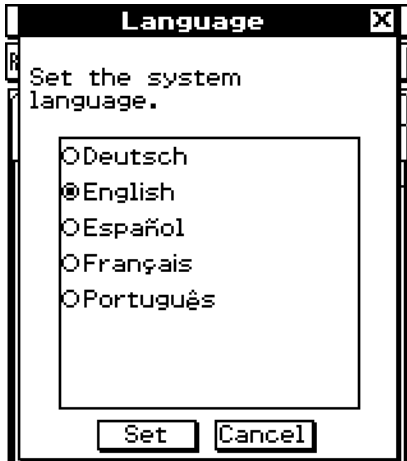 Language
Set the system
language.
Deutsch
English
Español
Français
Português
Set
Cancel